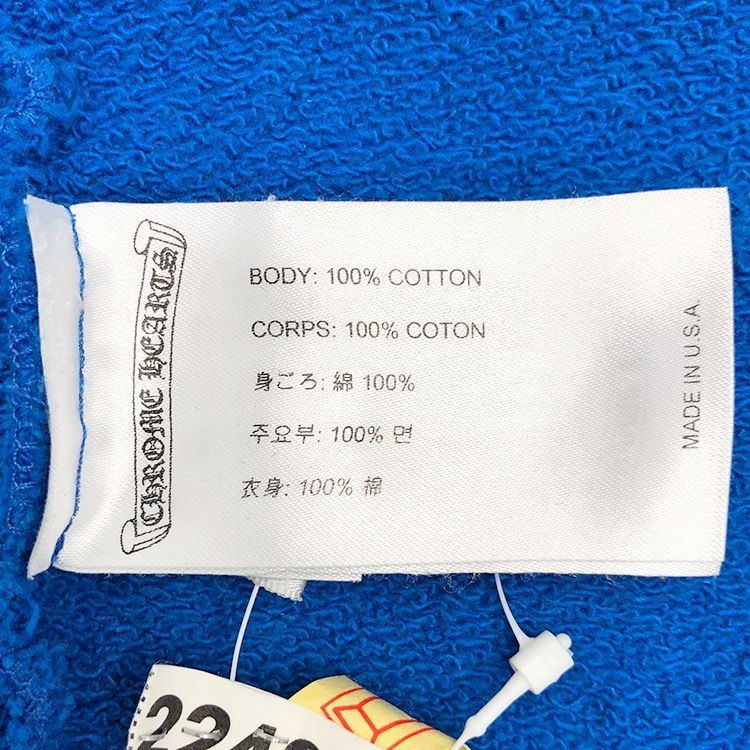 CHROME HEARTS
BODY: 100% COTTON
CORPS: 100% COTON
身ごろ: 綿 100%
주요부: 100% 면
衣身: 100% 棉
MADE IN U.S.A.